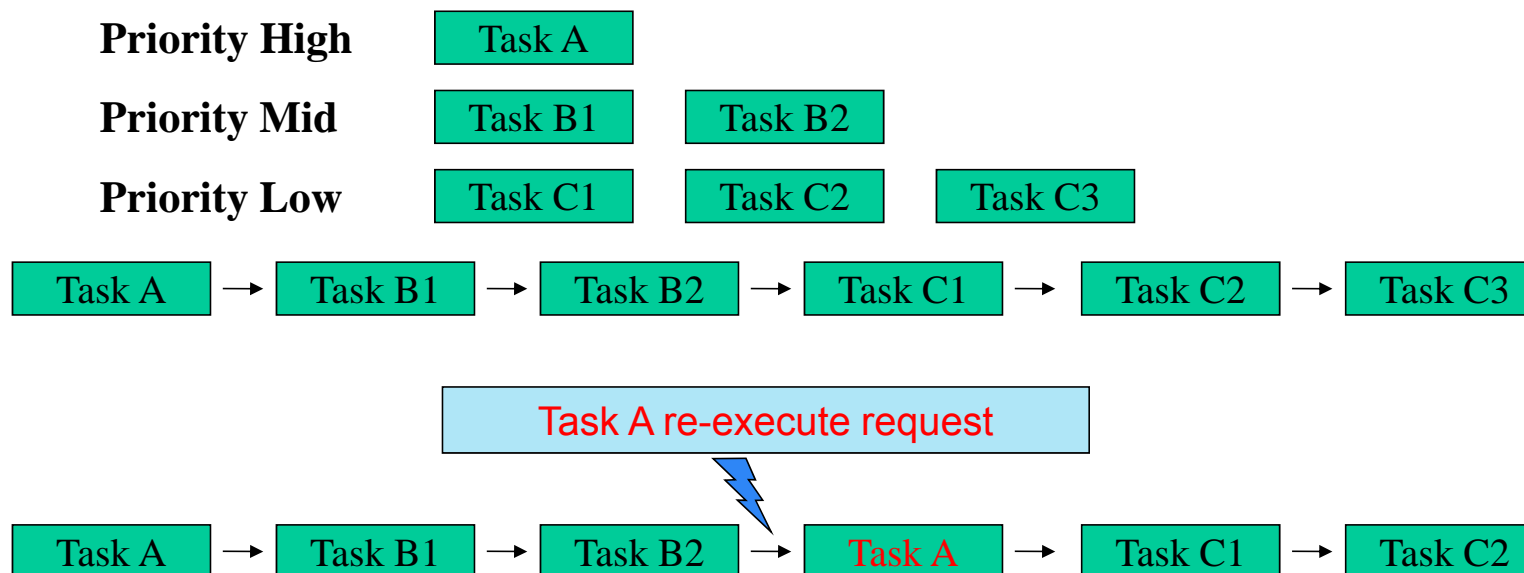 Priority High Task A
Priority Mid Task B1 Task B2
Priority Low Task C1 Task C2 Task C3
Task A Task B1 Task B2 Task C1 Task C2 Task C3
Task A re-execute request
Task A Task B1 Task B2 Task A Task C1 Task C2